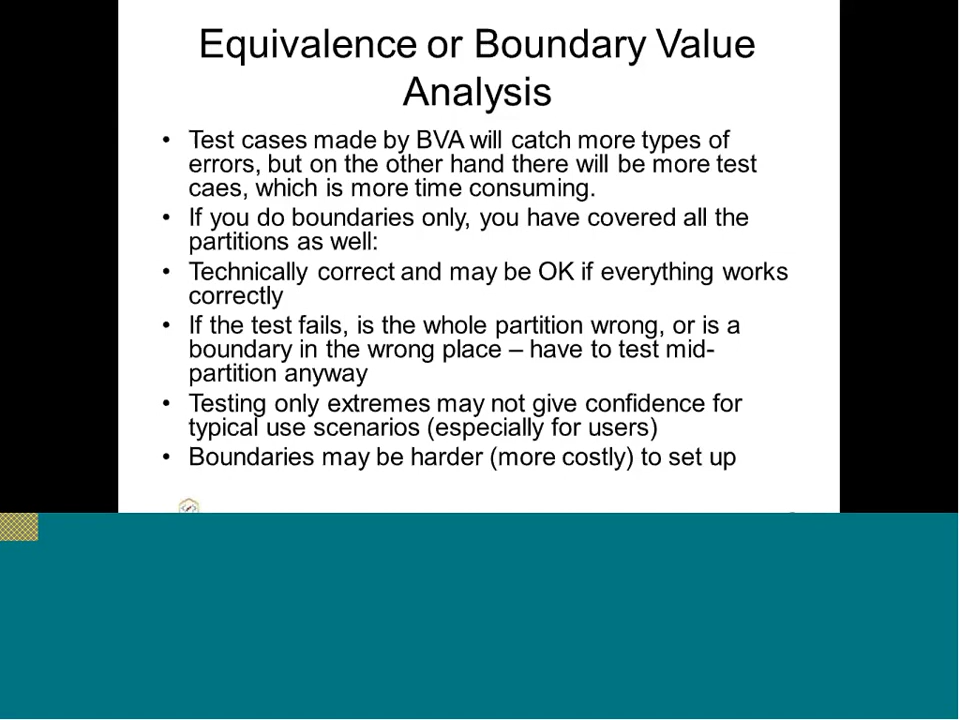 Equivalence or Boundary Value
Analysis
• Test cases made by BVA will catch more types of
errors, but on the other hand there will be more test
caes, which is more time consuming.
• If you do boundaries only, you have covered all the
partitions as well:
• Technically correct and may be OK if everything works
correctly
• If the test fails, is the whole partition wrong, or is a
boundary in the wrong place – have to test mid-
partition anyway
• Testing only extremes may not give confidence for
typical use scenarios (especially for users)
• Boundaries may be harder (more costly) to set up